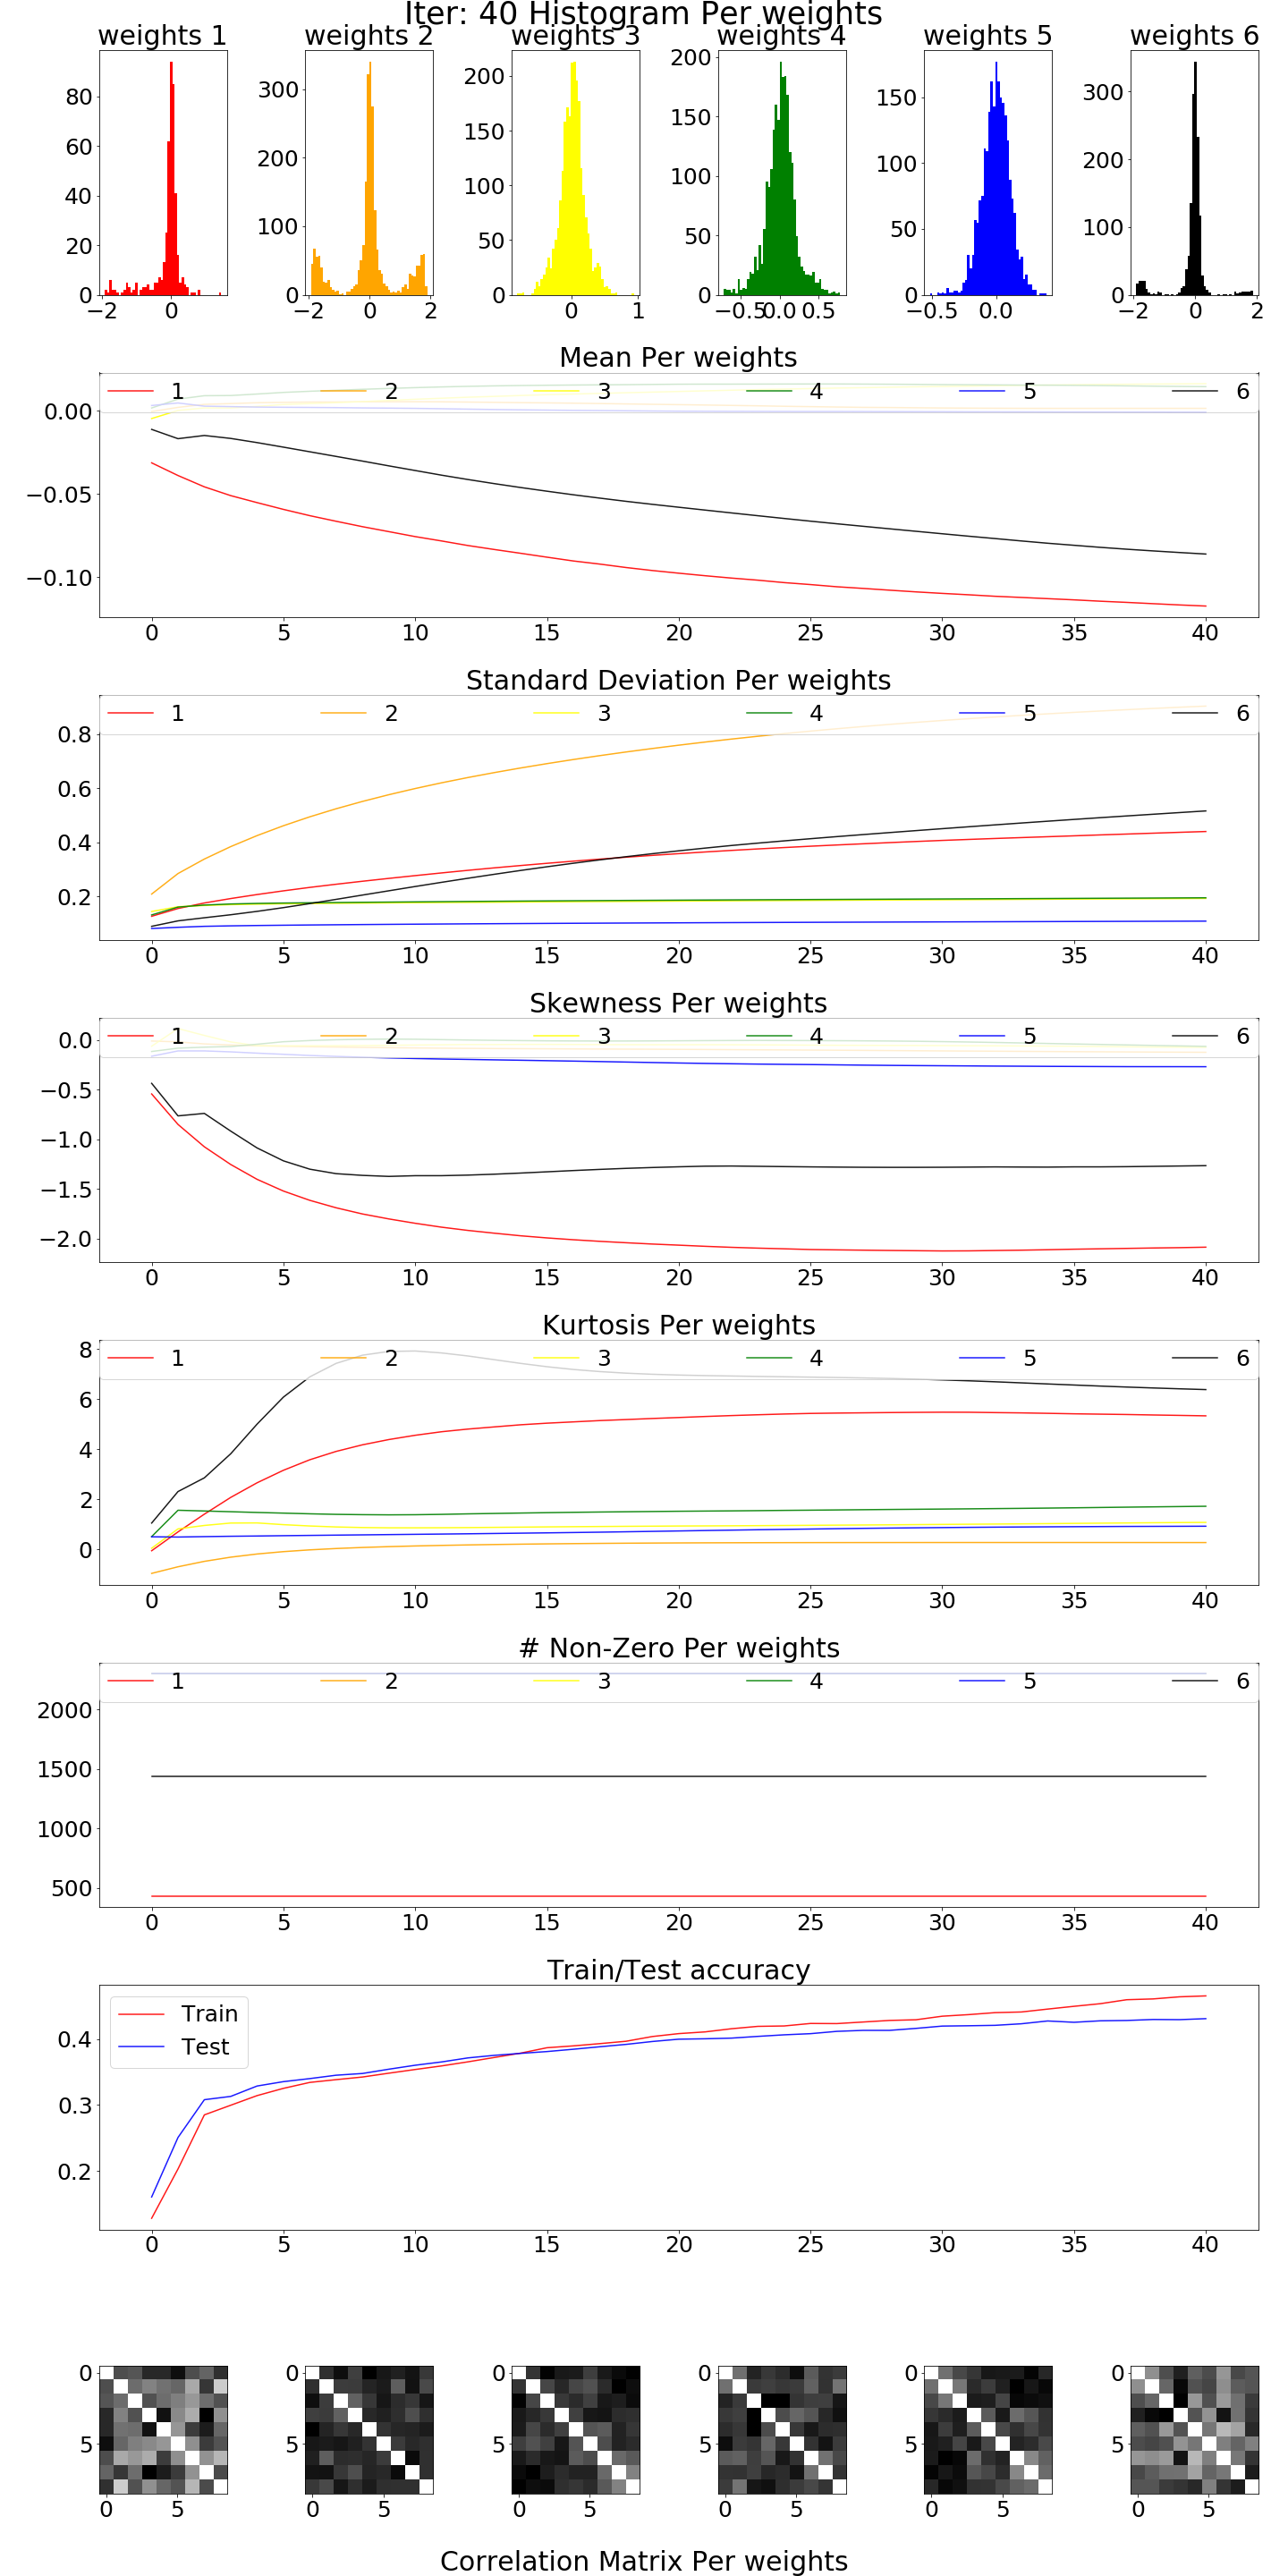 Iter: 40 Histogram Per weights
weights 1 weights 2 weights 3 weights 4 weights 5 weights 6
80 60 40 20 0
−2 0
300 200 100 0
−2 0 2
200 150 100 50 0
0 1
200 150 100 50 0
−0.5 0.0 0.5
150 100 50 0
−0.5 0.0
300 200 100 0
−2 0 2
Mean Per weights
1 2 3 4 5 6
0.00
−0.05
−0.10
0 5 10 15 20 25 30 35 40
Standard Deviation Per weights
1 2 3 4 5 6
0.8
0.6
0.4
0.2
0 5 10 15 20 25 30 35 40
Skewness Per weights
0.0 1 2 3 4 5 6
−0.5
−1.0
−1.5
−2.0
0 5 10 15 20 25 30 35 40
Kurtosis Per weights
8 1 2 3 4 5 6
6
4
2
0
0 5 10 15 20 25 30 35 40
# Non-Zero Per weights
1 2 3 4 5 6
2000
1500
1000
500
0 5 10 15 20 25 30 35 40
Train/Test accuracy
Train
Test
0.4
0.3
0.2
0 5 10 15 20 25 30 35 40
0 0 0 0 0 0
5 5 5 5 5 5
0 5 0 5 0 5 0 5 0 5 0 5
Correlation Matrix Per weights